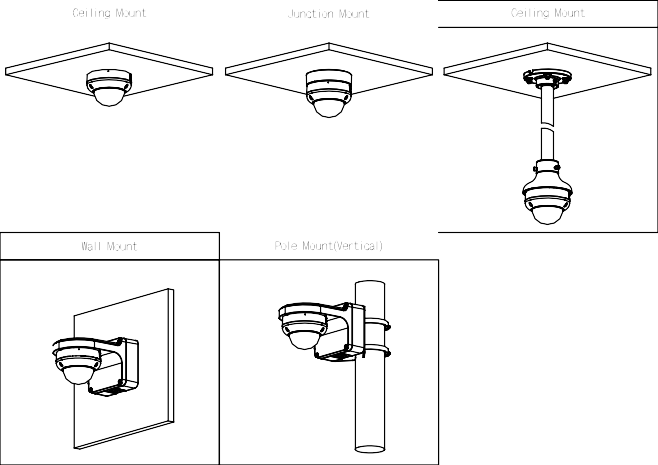 Ceiling Mount
Junction Mount
Ceiling Mount
Wall Mount
Pole Mount(Vertical)